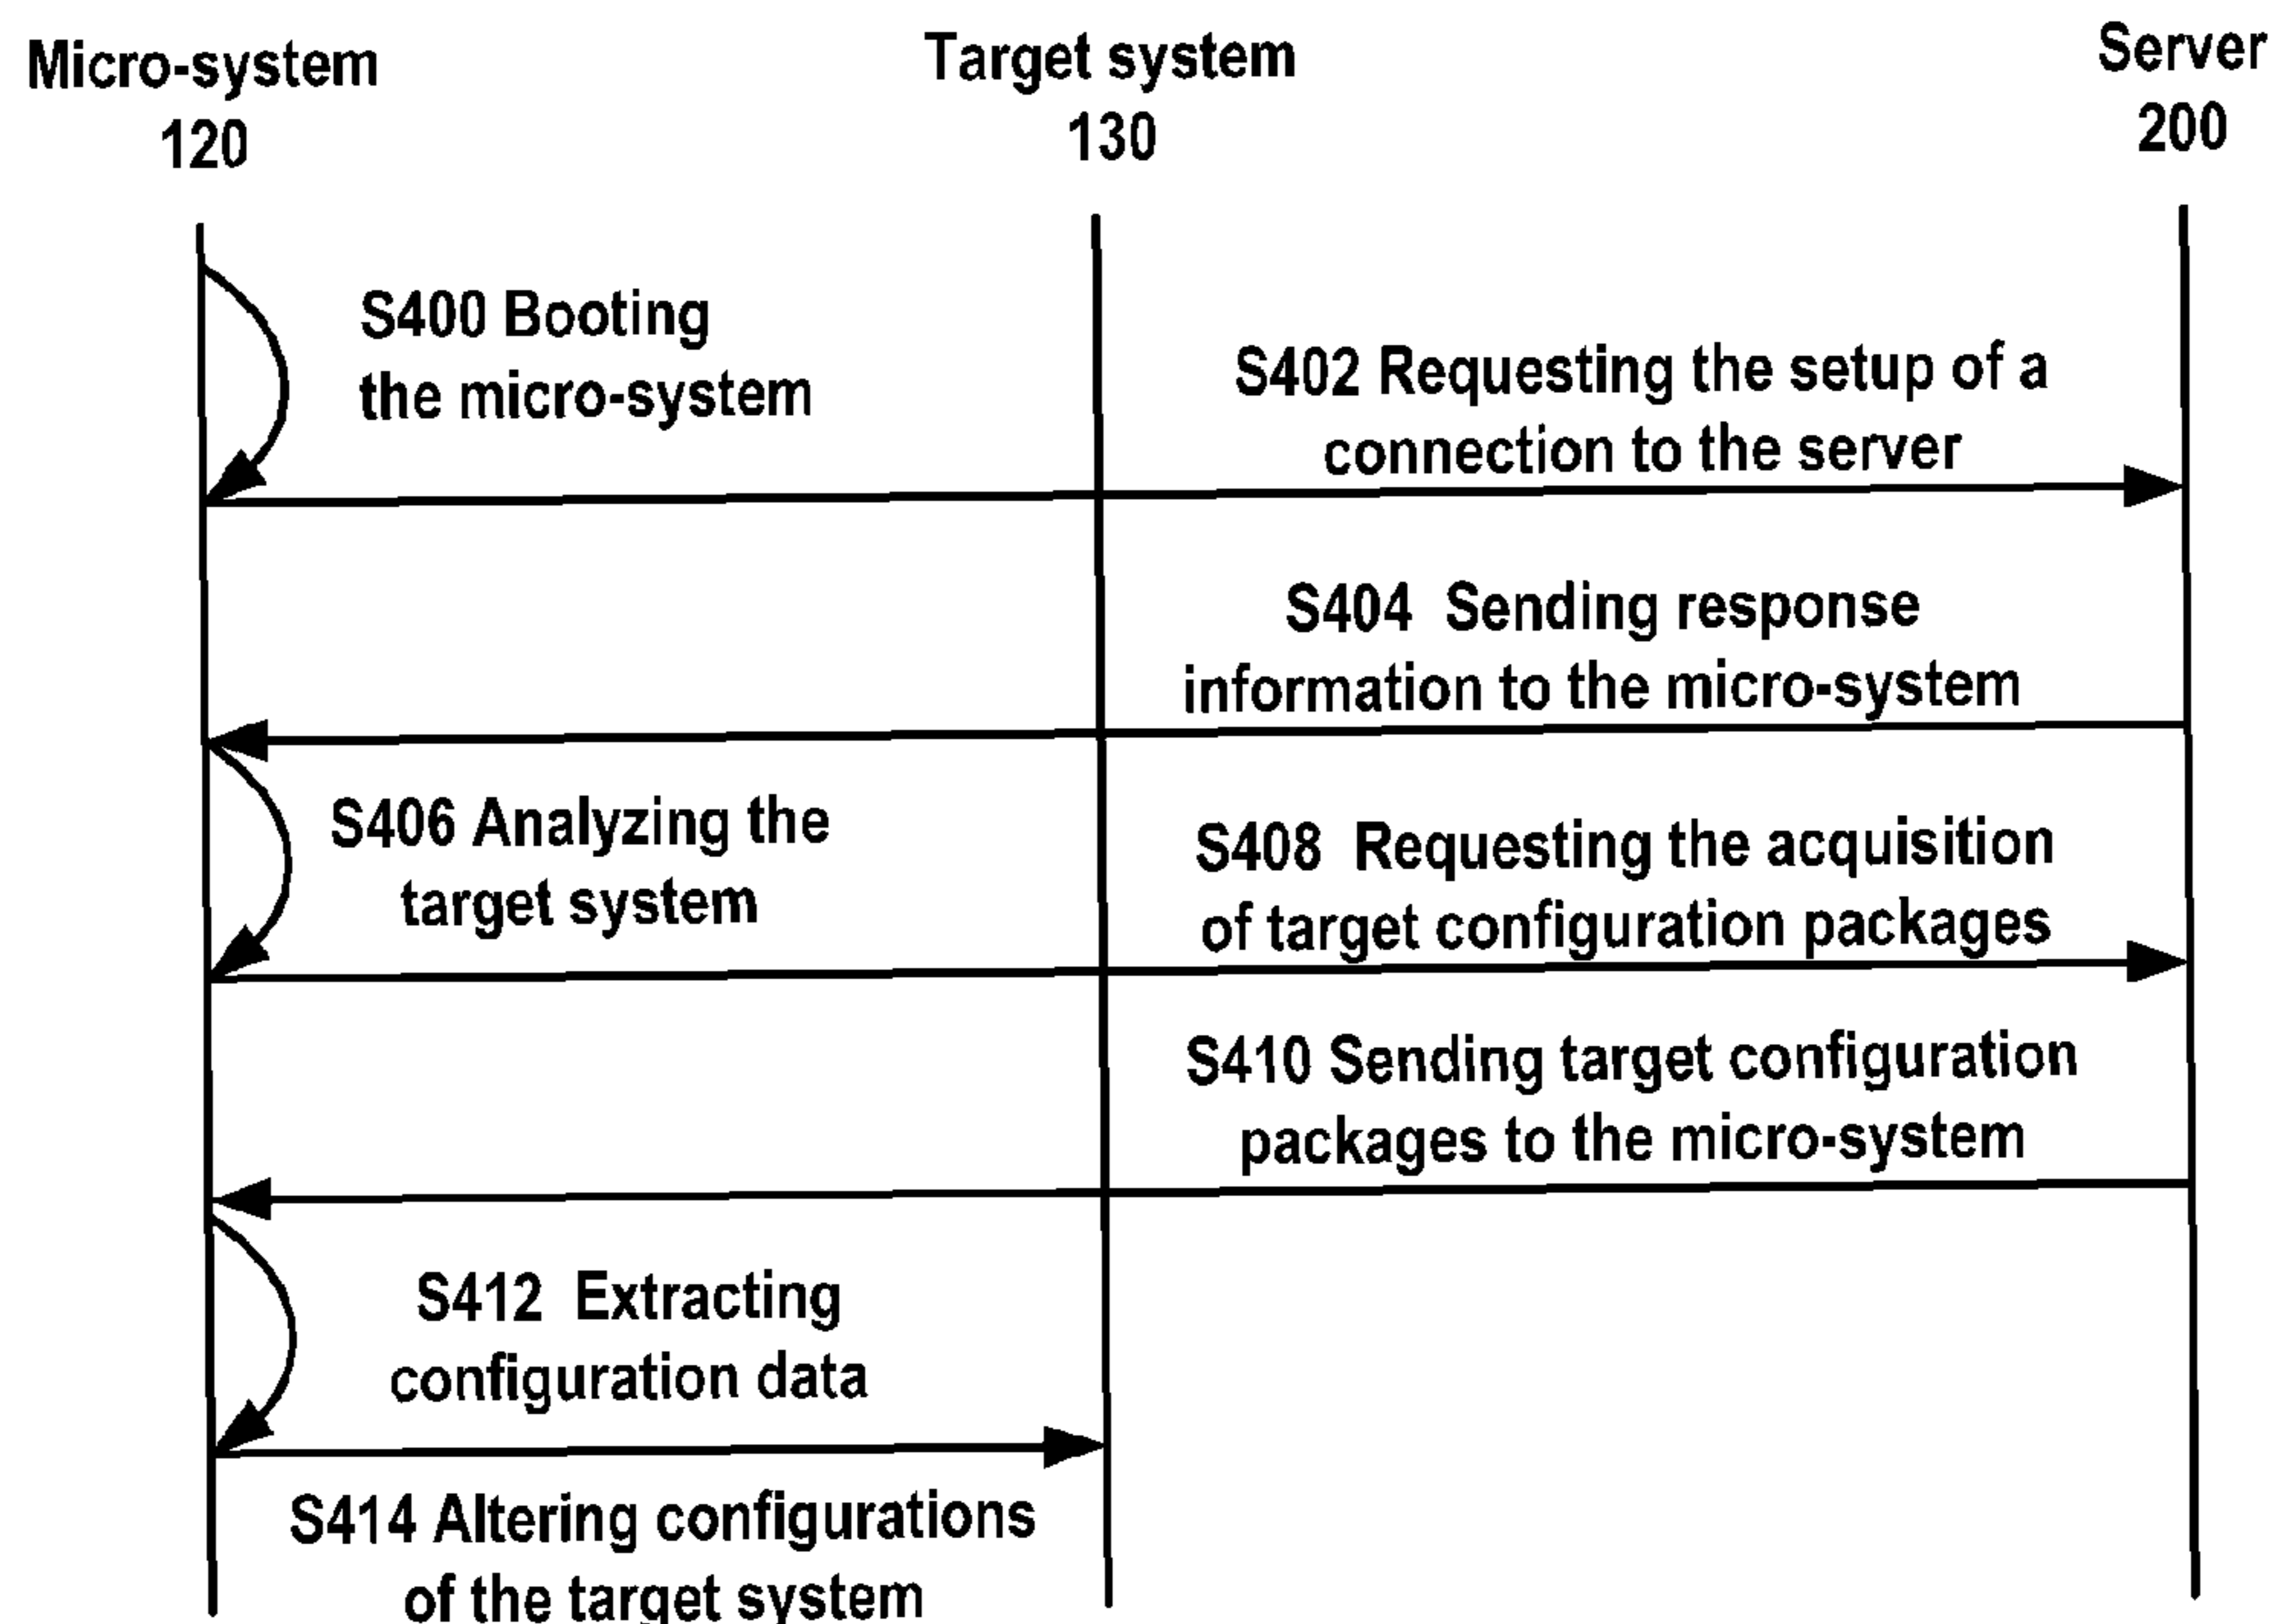 Micro-system
120
Target system
130
Server
200
S400 Booting
the micro-system
S402 Requesting the setup of a
connection to the server
S404 Sending response
information to the micro-system
S406 Analyzing the
target system
S408 Requesting the acquisition
of target configuration packages
S410 Sending target configuration
packages to the micro-system
S412 Extracting
configuration data
S414 Altering configurations
of the target system